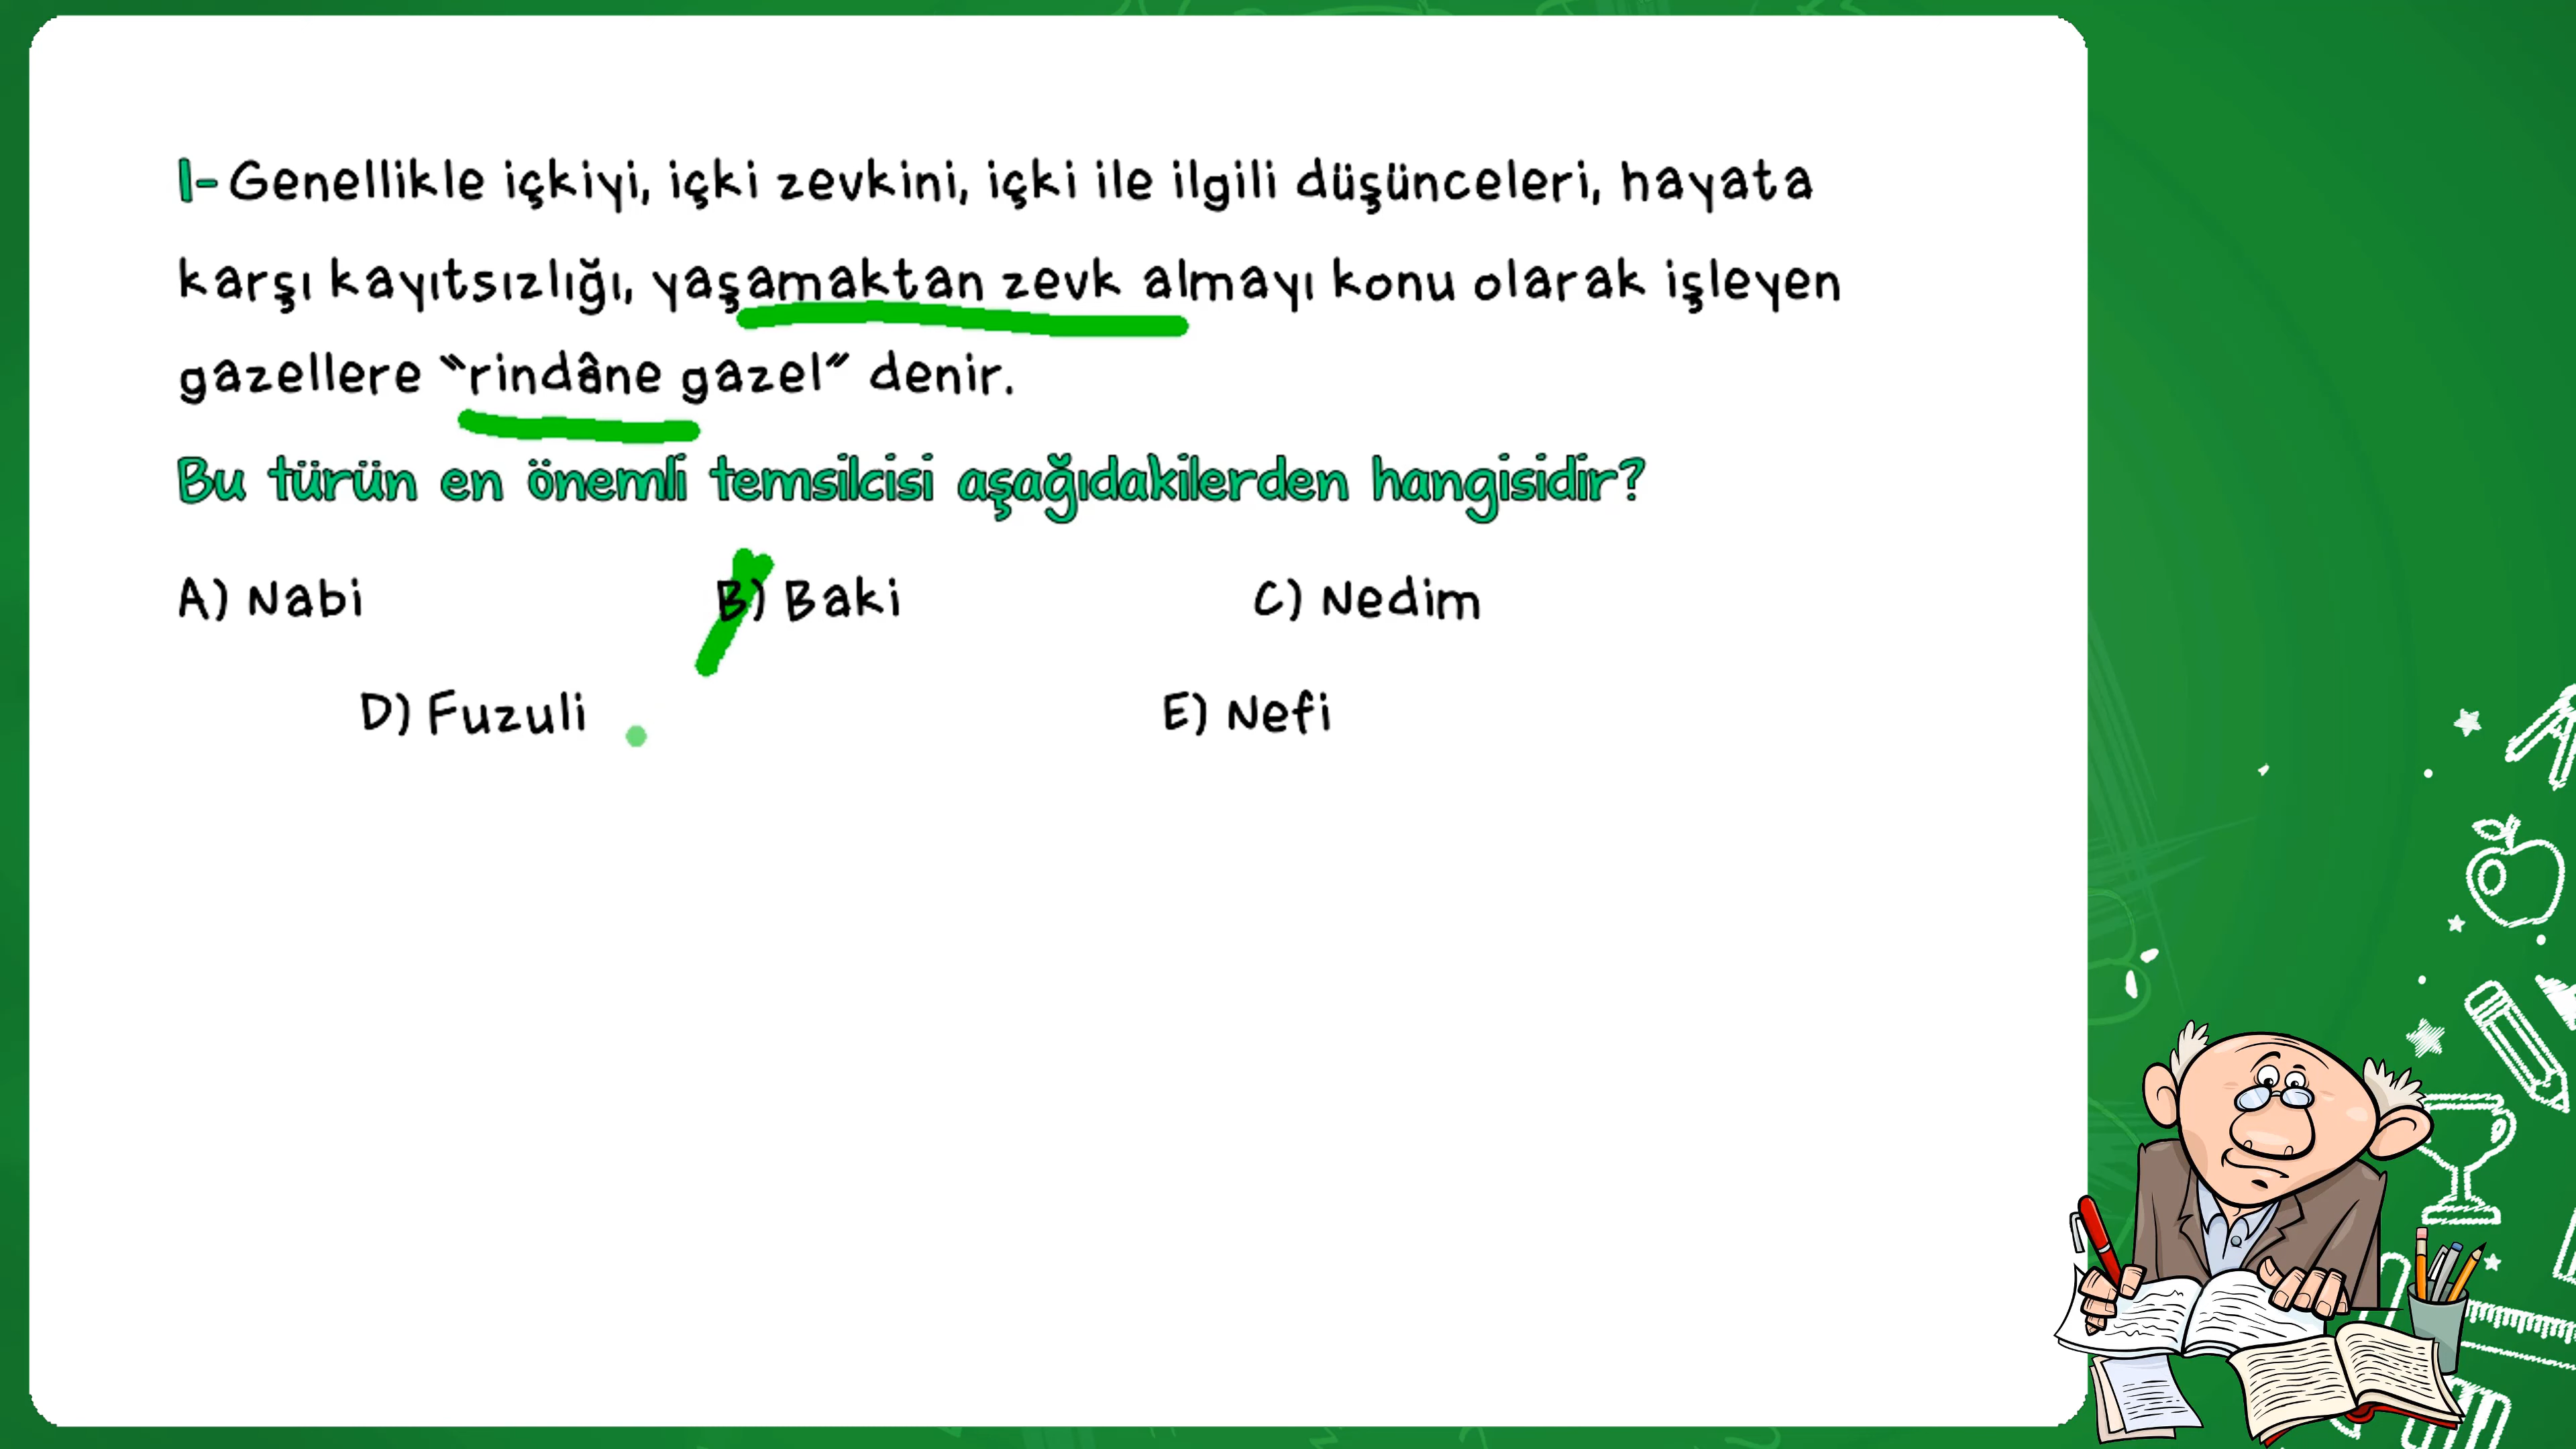 1- Genellikle içkiyi, içki zevkini, içki ile ilgili düşünceleri, hayata
karşı kayıtsızlığı, yaşamaktan zevk almayı konu olarak işleyen
gazellere "rindâne gazel" denir.
Bu türün en önemli temsilcisi aşağıdakilerden hangisidir?
A) Nabi B) Baki C) Nedim
D) Fuzuli E) Nefi